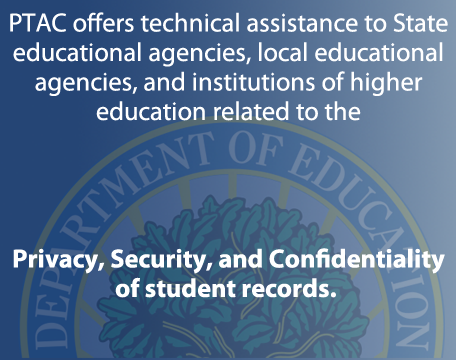 PTAC offers technical assistance to State
educational agencies, local educational
agencies, and institutions of higher
education related to the
DEPARTMENT OF EDUCATION
Privacy, Security, and Confidentiality
of student records.